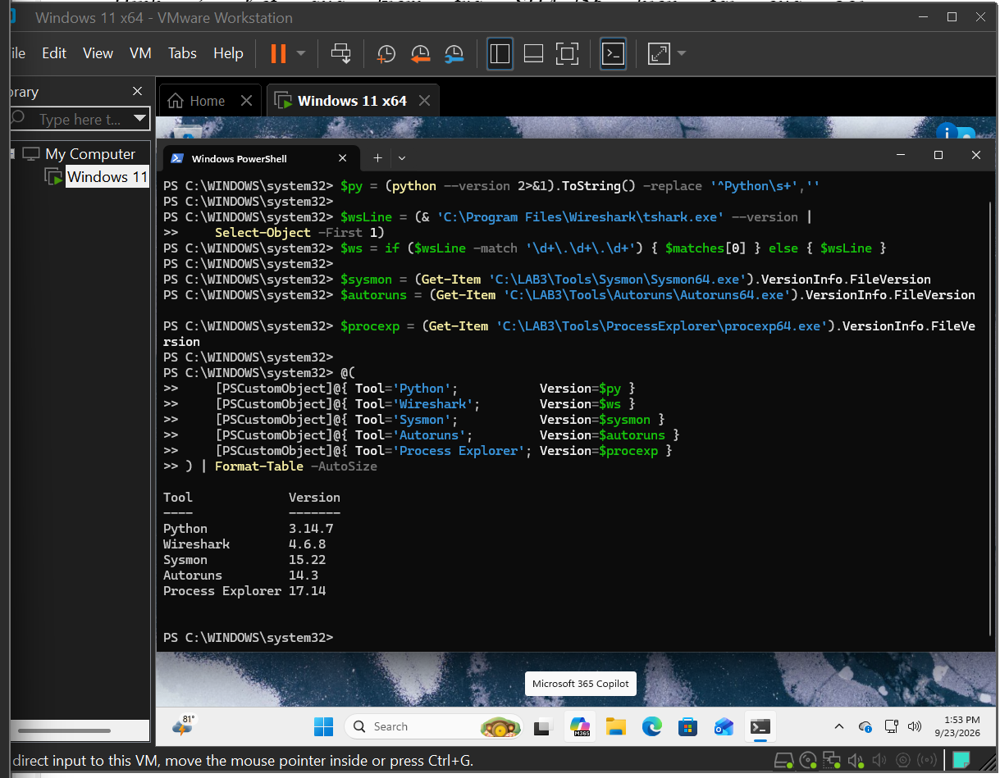 Windows 11 x64 - VMware Workstation
ile Edit View VM Tabs Help
orary
Type here t...
My Computer
Windows 11
Home
Windows 11 x64
Windows PowerShell
PS C:\WINDOWS\system32> $py = (python --version 2>&1).ToString() -replace '^Python\s+',''
PS C:\WINDOWS\system32>
PS C:\WINDOWS\system32> $wsLine = (& 'C:\Program Files\Wireshark\tshark.exe' --version |
>>     Select-Object -First 1)
PS C:\WINDOWS\system32> $ws = if ($wsLine -match '\d+\.\d+\.\d+') { $matches[0] } else { $wsLine }
PS C:\WINDOWS\system32>
PS C:\WINDOWS\system32> $sysmon = (Get-Item 'C:\LAB3\Tools\Sysmon\Sysmon64.exe').VersionInfo.FileVersion
PS C:\WINDOWS\system32> $autoruns = (Get-Item 'C:\LAB3\Tools\Autoruns\Autoruns64.exe').VersionInfo.FileVersion
PS C:\WINDOWS\system32> $procexp = (Get-Item 'C:\LAB3\Tools\ProcessExplorer\procexp64.exe').VersionInfo.FileVe
rsion
PS C:\WINDOWS\system32>
PS C:\WINDOWS\system32> @(
>>     [PSCustomObject]@{ Tool='Python';           Version=$py }
>>     [PSCustomObject]@{ Tool='Wireshark';        Version=$ws }
>>     [PSCustomObject]@{ Tool='Sysmon';           Version=$sysmon }
>>     [PSCustomObject]@{ Tool='Autoruns';         Version=$autoruns }
>>     [PSCustomObject]@{ Tool='Process Explorer'; Version=$procexp }
>> ) | Format-Table -AutoSize
Tool             Version
----             -------
Python           3.14.7
Wireshark        4.6.8
Sysmon           15.22
Autoruns         14.3
Process Explorer 17.14
PS C:\WINDOWS\system32>
Microsoft 365 Copilot
81°
Search
M365
1:53 PM
9/23/2026
direct input to this VM, move the mouse pointer inside or press Ctrl+G.